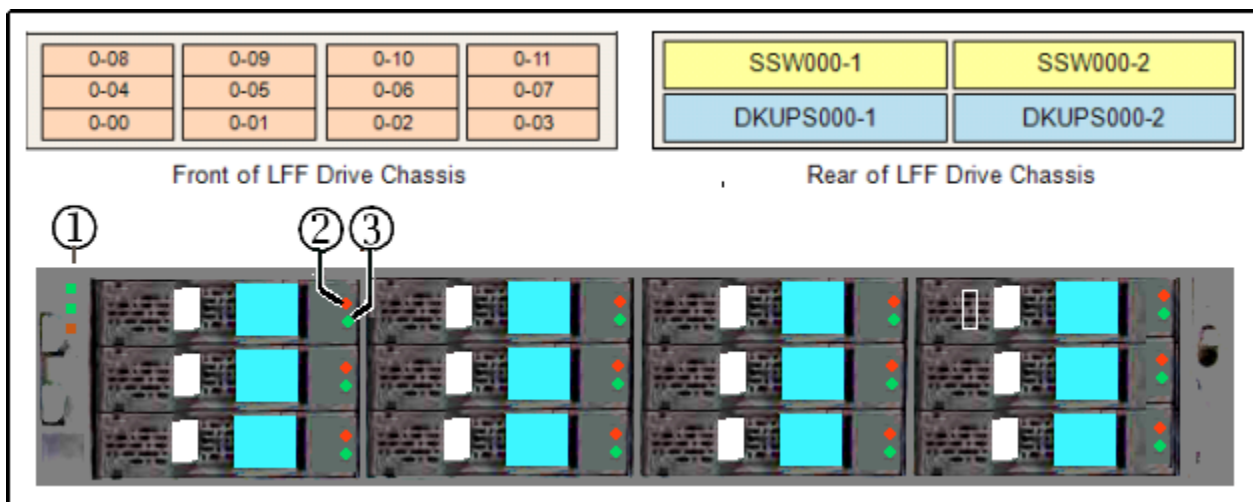 0-08 0-09 0-10 0-11
0-04 0-05 0-06 0-07
0-00 0-01 0-02 0-03
Front of LFF Drive Chassis
SSW000-1 SSW000-2
DKUPS000-1 DKUPS000-2
Rear of LFF Drive Chassis
① ② ③